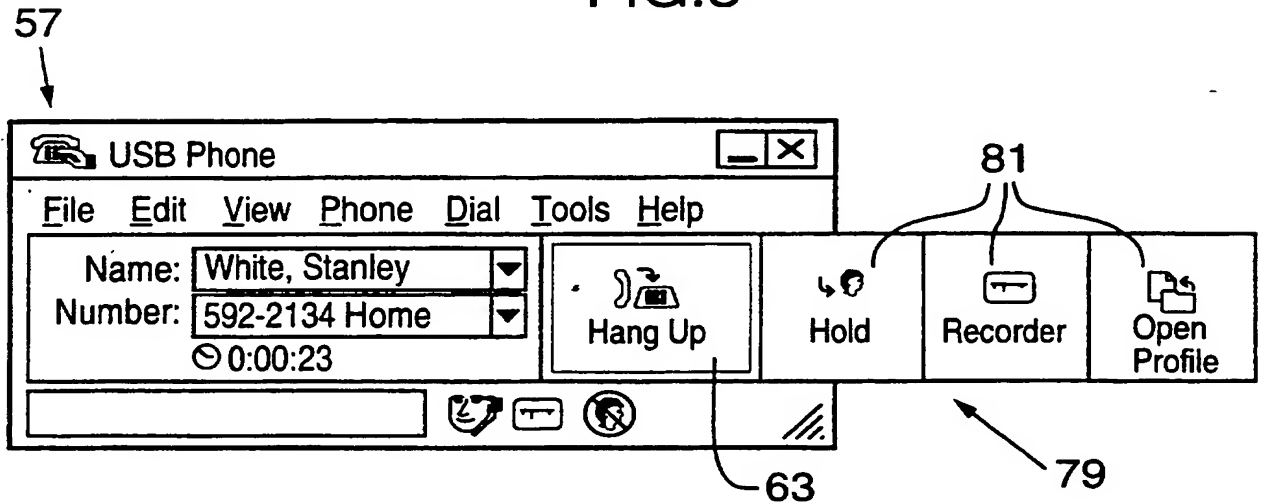 57
USB Phone
81
File Edit View Phone Dial Tools Help
Name: White, Stanley
Number: 592-2134 Home
0:00:23
Hang Up
Hold
Recorder
Open
Profile
63
79